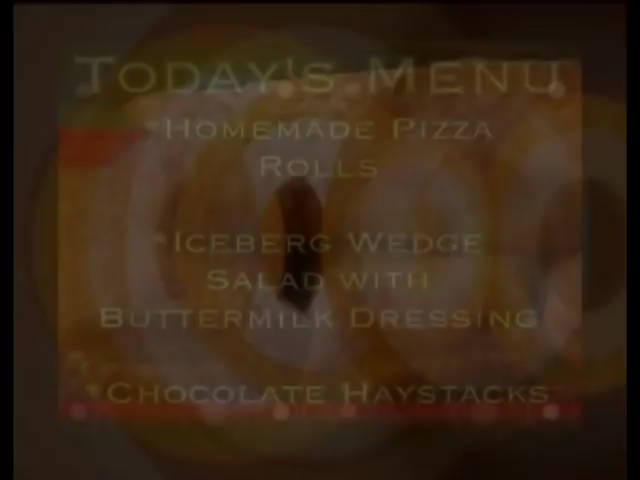 Today's Menu
*Homemade Pizza
Rolls
*Iceberg Wedge
Salad with
Buttermilk Dressing
*Chocolate Haystacks